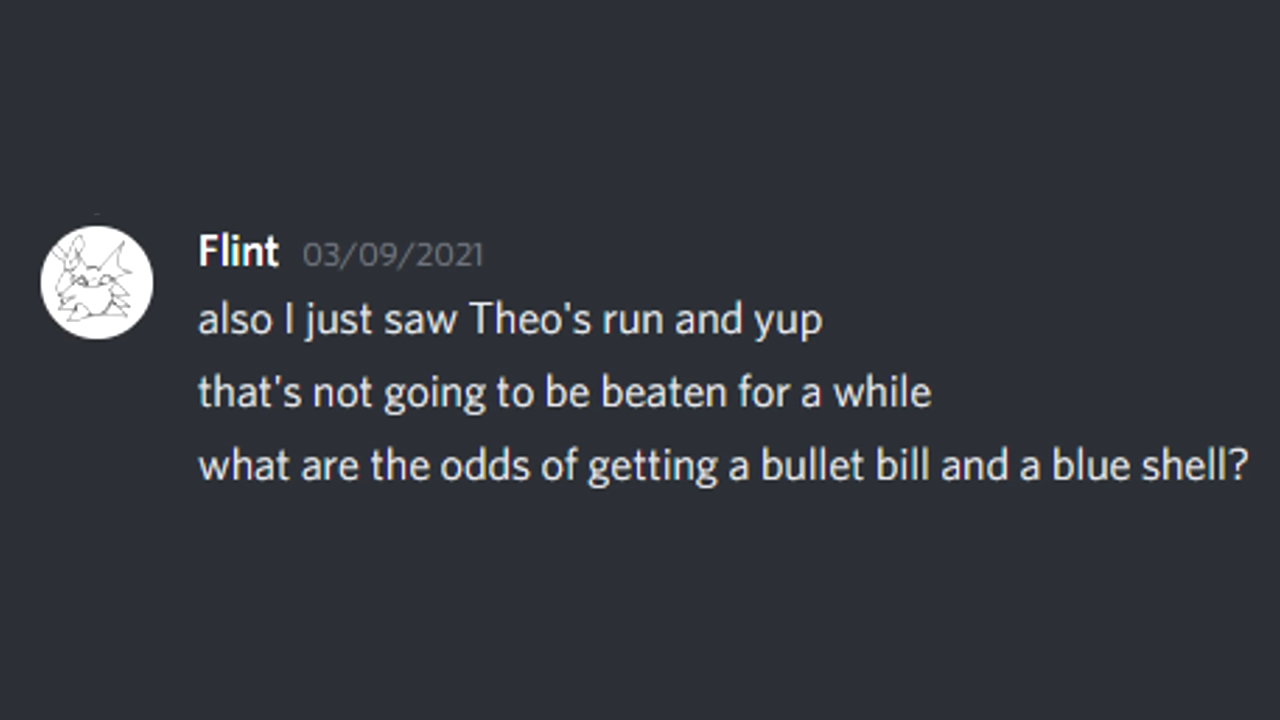 Flint 03/09/2021
also I just saw Theo's run and yup
that's not going to be beaten for a while
what are the odds of getting a bullet bill and a blue shell?